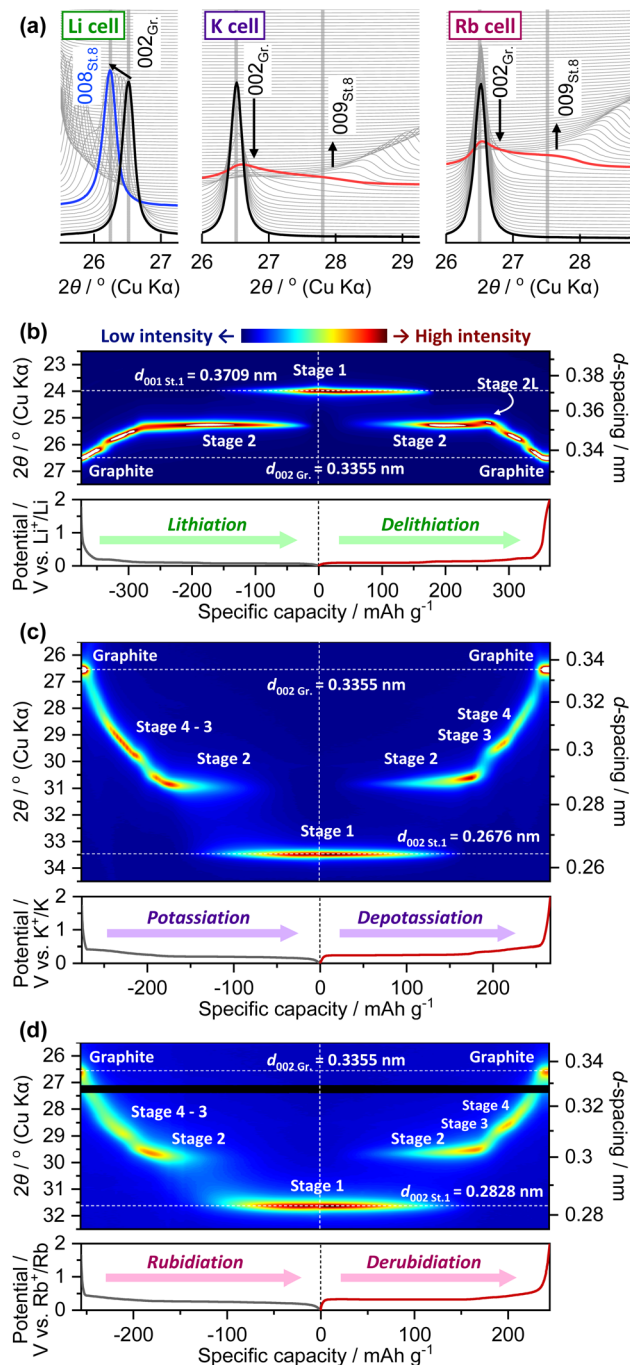 (a)
Li cell
K cell
Rb cell
008St.8
002Gr.
002Gr.
009St.8
002Gr.
009St.8
26 27
26 27 28 29
26 27 28
2θ / ° (Cu Kα)
2θ / ° (Cu Kα)
2θ / ° (Cu Kα)
(b)
Low intensity ← → High intensity
2θ / ° (Cu Kα)
23
24
25
26
27
d001 St.1 = 0.3709 nm
Stage 1
Stage 2L
Stage 2
Stage 2
Graphite
d002 Gr. = 0.3355 nm
Graphite
0.38
0.36
0.34
d-spacing / nm
Potential /
V vs. Li⁺/Li
2
1
0
Lithiation
Delithiation
-300 -200 -100 0 100 200 300
Specific capacity / mAh g⁻¹
(c)
2θ / ° (Cu Kα)
26
27
28
29
30
31
32
33
34
Graphite
Graphite
d002 Gr. = 0.3355 nm
Stage 4 - 3
Stage 4
Stage 3
Stage 2
Stage 2
Stage 1
d002 St.1 = 0.2676 nm
0.34
0.32
0.30
0.28
0.26
d-spacing / nm
Potential /
V vs. K⁺/K
2
1
0
Potassiation
Depotassiation
-200 -100 0 100 200
Specific capacity / mAh g⁻¹
(d)
2θ / ° (Cu Kα)
26
27
28
29
30
31
32
Graphite
d002 Gr. = 0.3355 nm
Graphite
Stage 4 - 3
Stage 4
Stage 3
Stage 2
Stage 2
Stage 1
d002 St.1 = 0.2828 nm
0.34
0.32
0.30
0.28
d-spacing / nm
Potential /
V vs. Rb⁺/Rb
2
1
0
Rubidiation
Derubidiation
-200 -100 0 100 200
Specific capacity / mAh g⁻¹